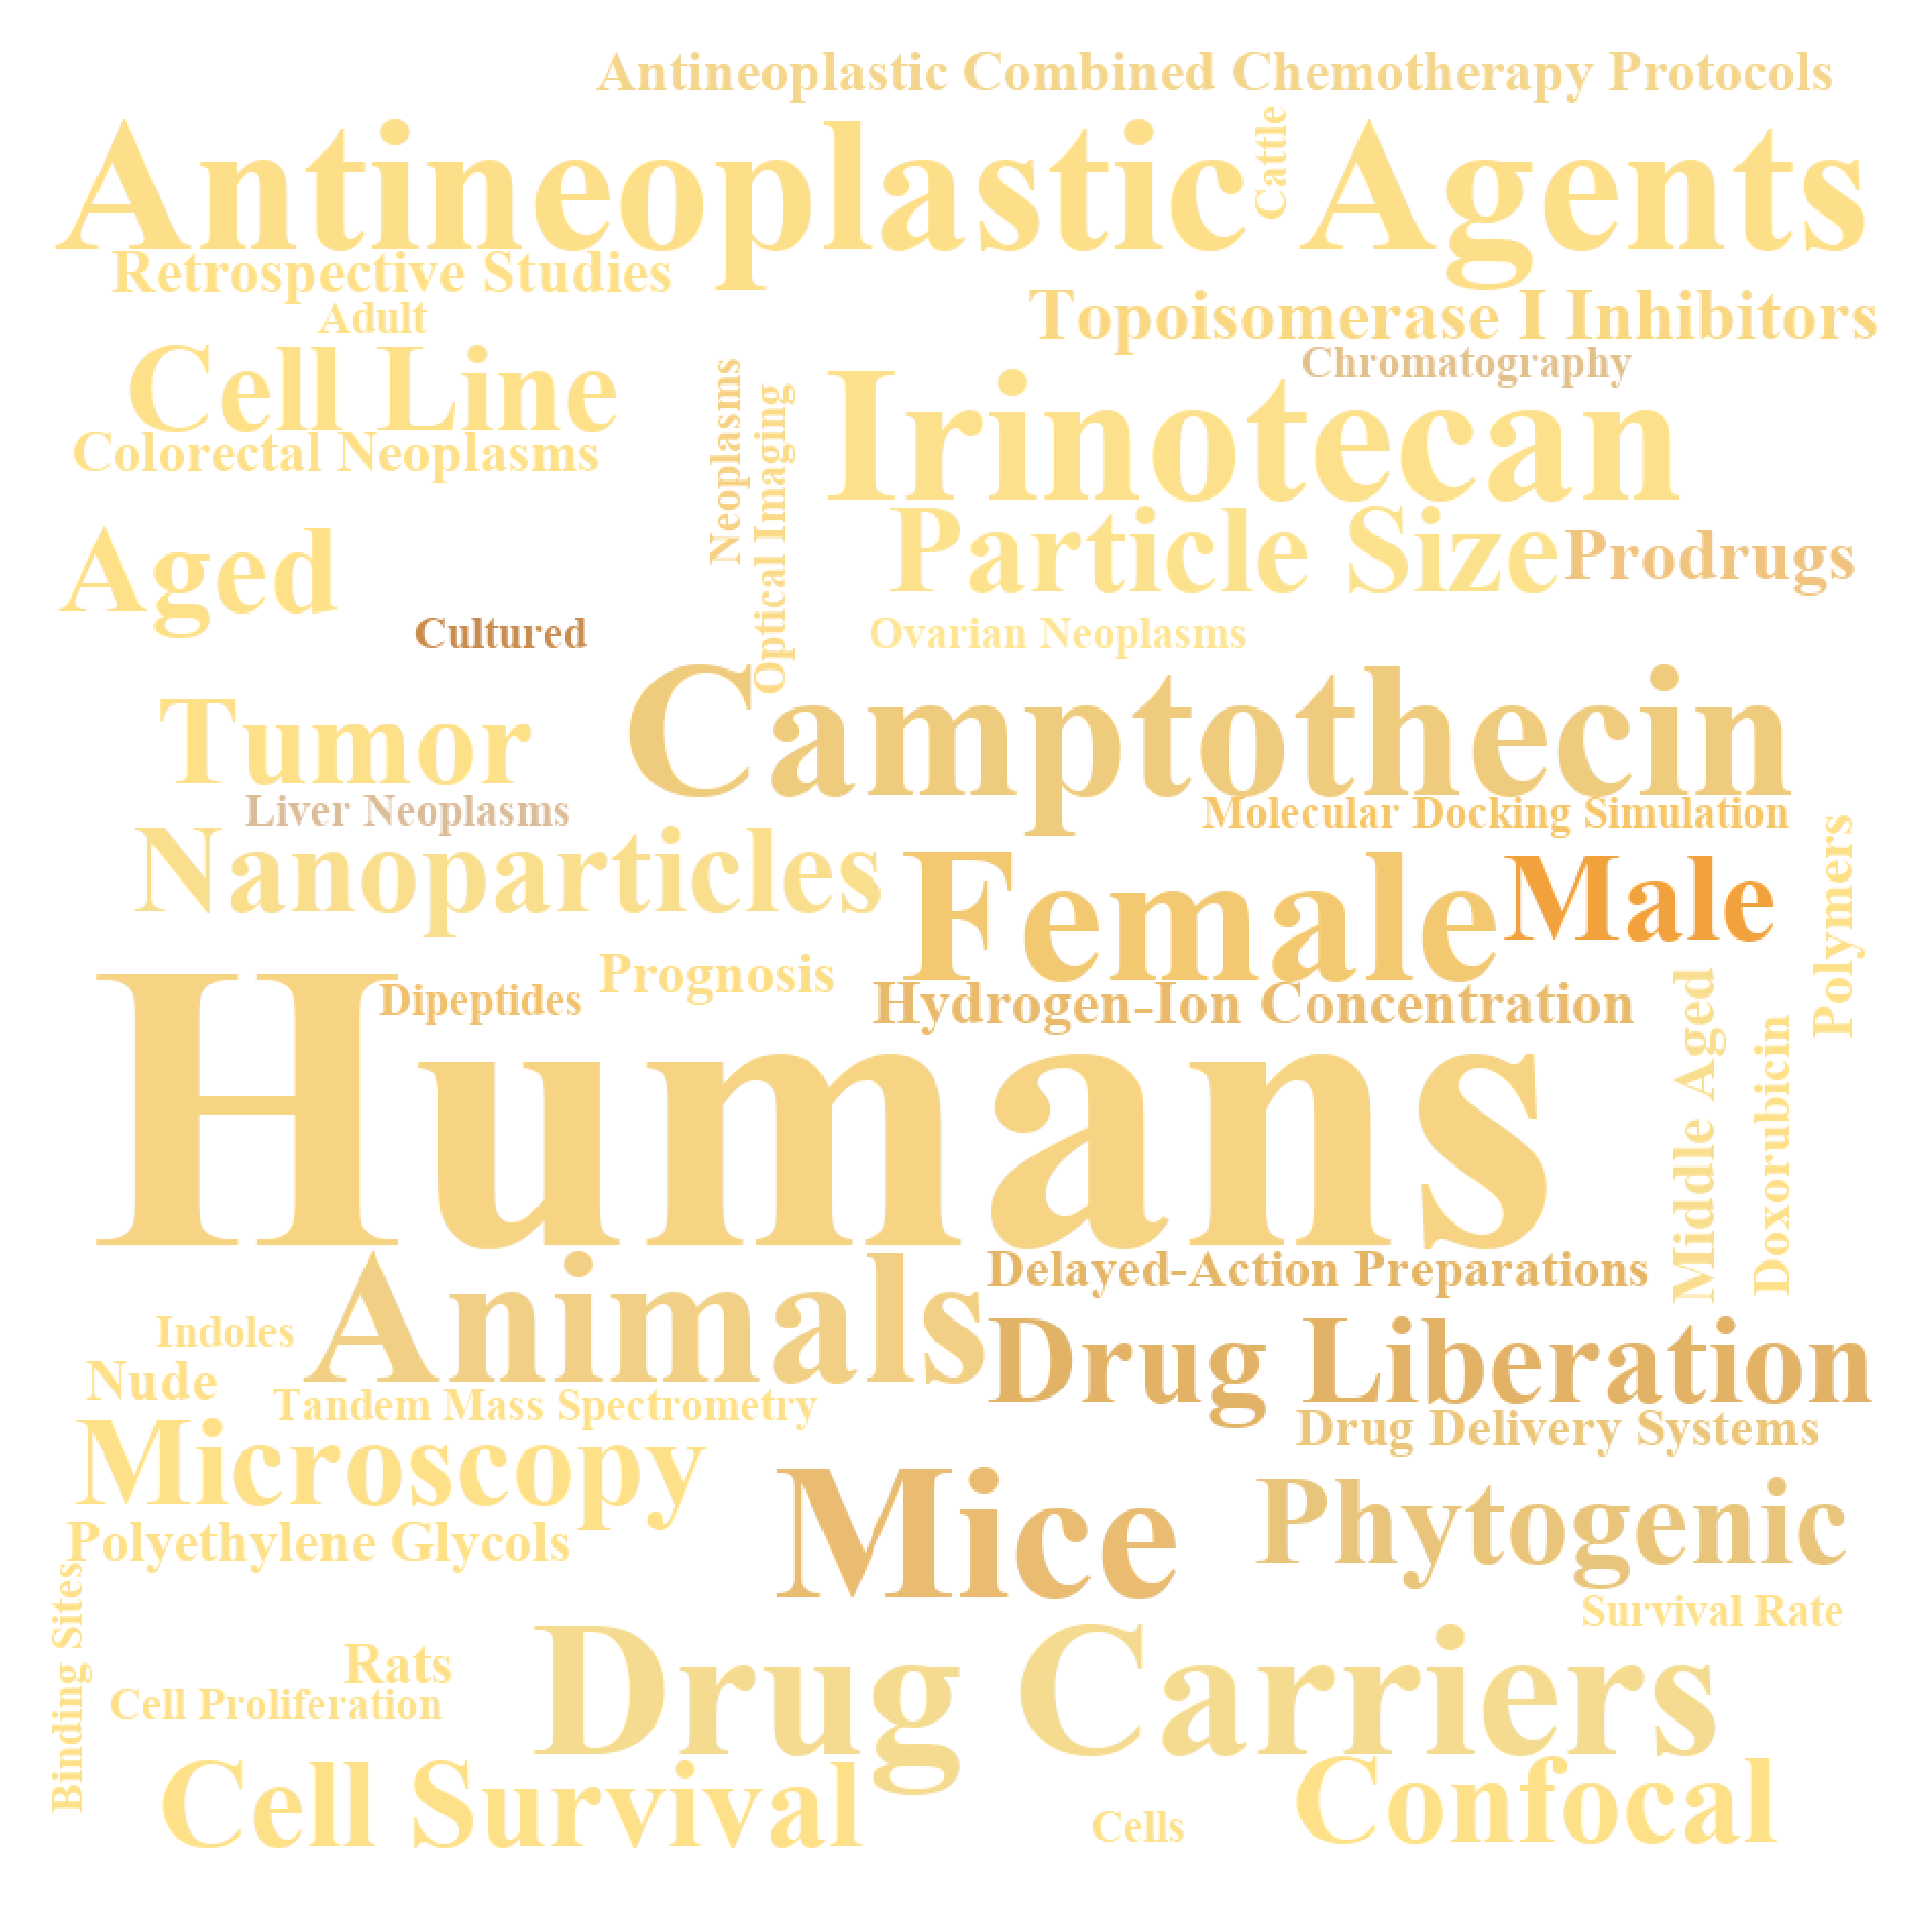 Antineoplastic Combined Chemotherapy Protocols
Antineoplastic Agents
Cattle
Retrospective Studies
Topoisomerase I Inhibitors
Adult
Cell Line
Chromatography
Neoplasms
Optical Imaging
Irinotecan
Colorectal Neoplasms
Particle Size
Prodrugs
Aged
Cultured
Ovarian Neoplasms
Camptothecin
Tumor
Liver Neoplasms
Molecular Docking Simulation
Nanoparticles
Female
Male
Polymers
Prognosis
Dipeptides
Hydrogen-Ion Concentration
Humans
Middle Aged
Doxorubicin
Delayed-Action Preparations
Animals
Indoles
Drug Liberation
Nude
Tandem Mass Spectrometry
Drug Delivery Systems
Microscopy
Mice
Phytogenic
Polyethylene Glycols
Binding Sites
Survival Rate
Drug Carriers
Rats
Cell Proliferation
Cell Survival
Confocal
Cells